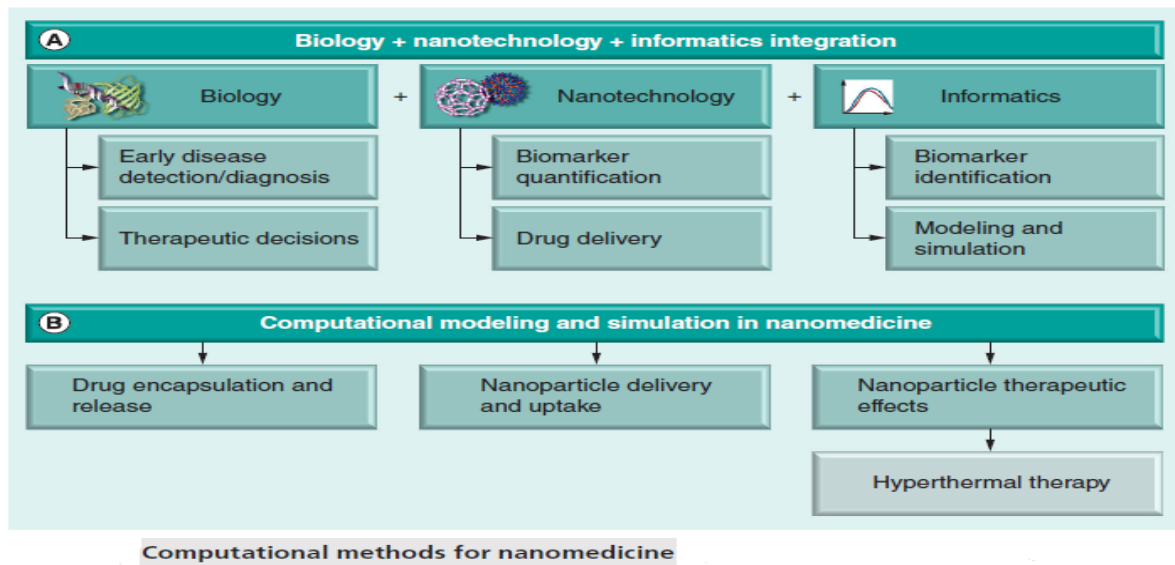 A
Biology + nanotechnology + informatics integration
Biology
+
Nanotechnology
+
Informatics
Early disease
detection/diagnosis
Biomarker
quantification
Biomarker
identification
Therapeutic decisions
Drug delivery
Modeling and
simulation
B
Computational modeling and simulation in nanomedicine
Drug encapsulation and
release
Nanoparticle delivery
and uptake
Nanoparticle therapeutic
effects
Hyperthermal therapy
Computational methods for nanomedicine